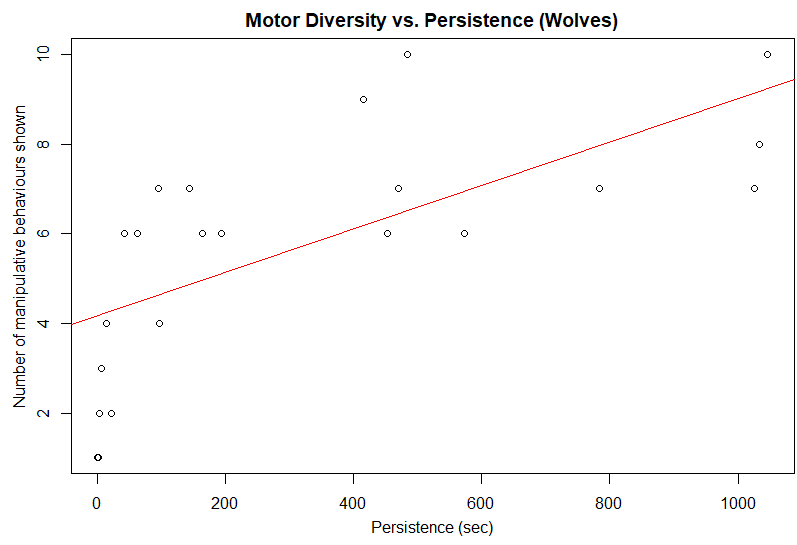 Motor Diversity vs. Persistence (Wolves)
Number of manipulative behaviours shown
10
8
6
4
2
0 200 400 600 800 1000
Persistence (sec)